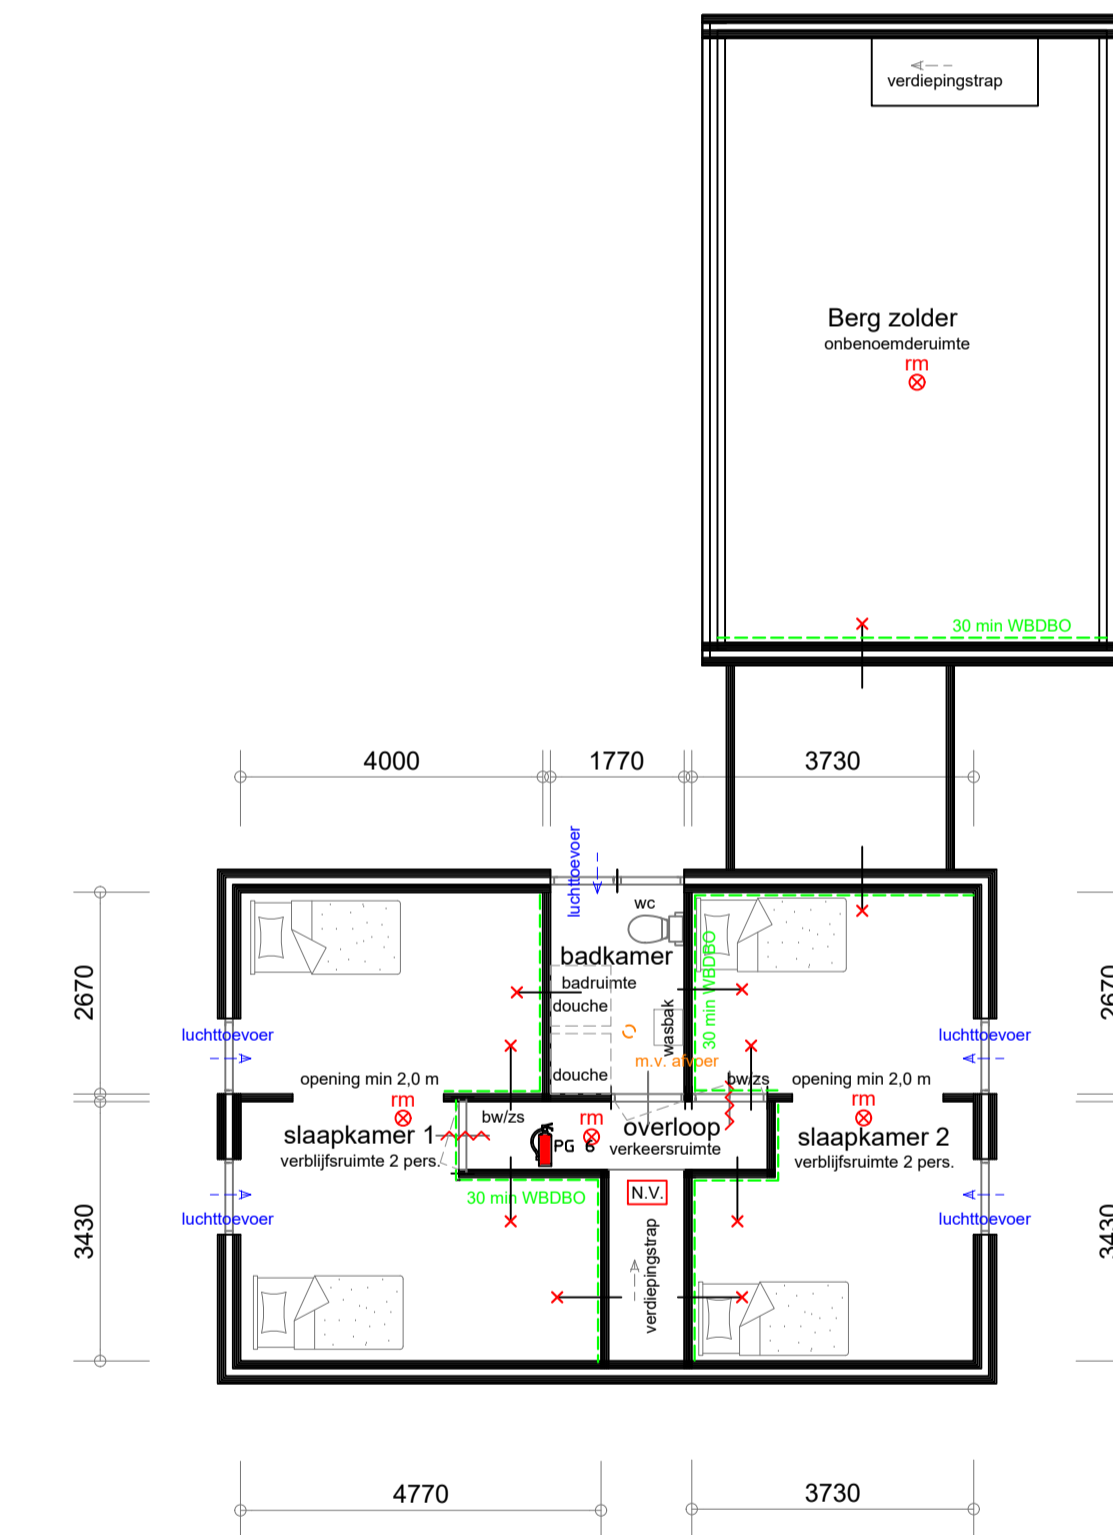 verdiepingstrap
Berg zolder
onbenoemderuimte
rm
30 min WBDBO
4000
1770
3730
luchttoevoer
wc
badkamer
badruimte
douche
wasbak
30 min WBDBO
2670
2670
luchttoevoer
luchttoevoer
m.v. afvoer
douche
bw/zs
opening min 2,0 m
opening min 2,0 m
rm
bw/zs
rm
rm
slaapkamer 1
verblijfsruimte 2 pers.
PG 6
overloop
verkeersruimte
slaapkamer 2
verblijfsruimte 2 pers.
30 min WBDBO
N.V.
luchttoevoer
luchttoevoer
3430
3430
verdiepingstrap
4770
3730